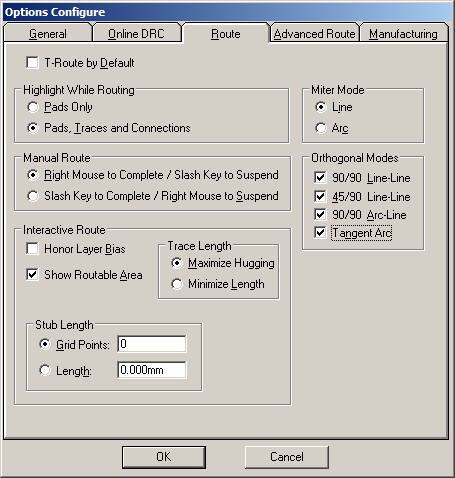 Options Configure
General
Online DRC
Route
Advanced Route
Manufacturing
T-Route by Default
Highlight While Routing
Pads Only
Pads, Traces and Connections
Miter Mode
Line
Arc
Manual Route
Right Mouse to Complete / Slash Key to Suspend
Slash Key to Complete / Right Mouse to Suspend
Orthogonal Modes
90/90 Line-Line
45/90 Line-Line
90/90 Arc-Line
Tangent Arc
Interactive Route
Honor Layer Bias
Show Routable Area
Trace Length
Maximize Hugging
Minimize Length
Stub Length
Grid Points: 0
Length: 0.000mm
OK
Cancel